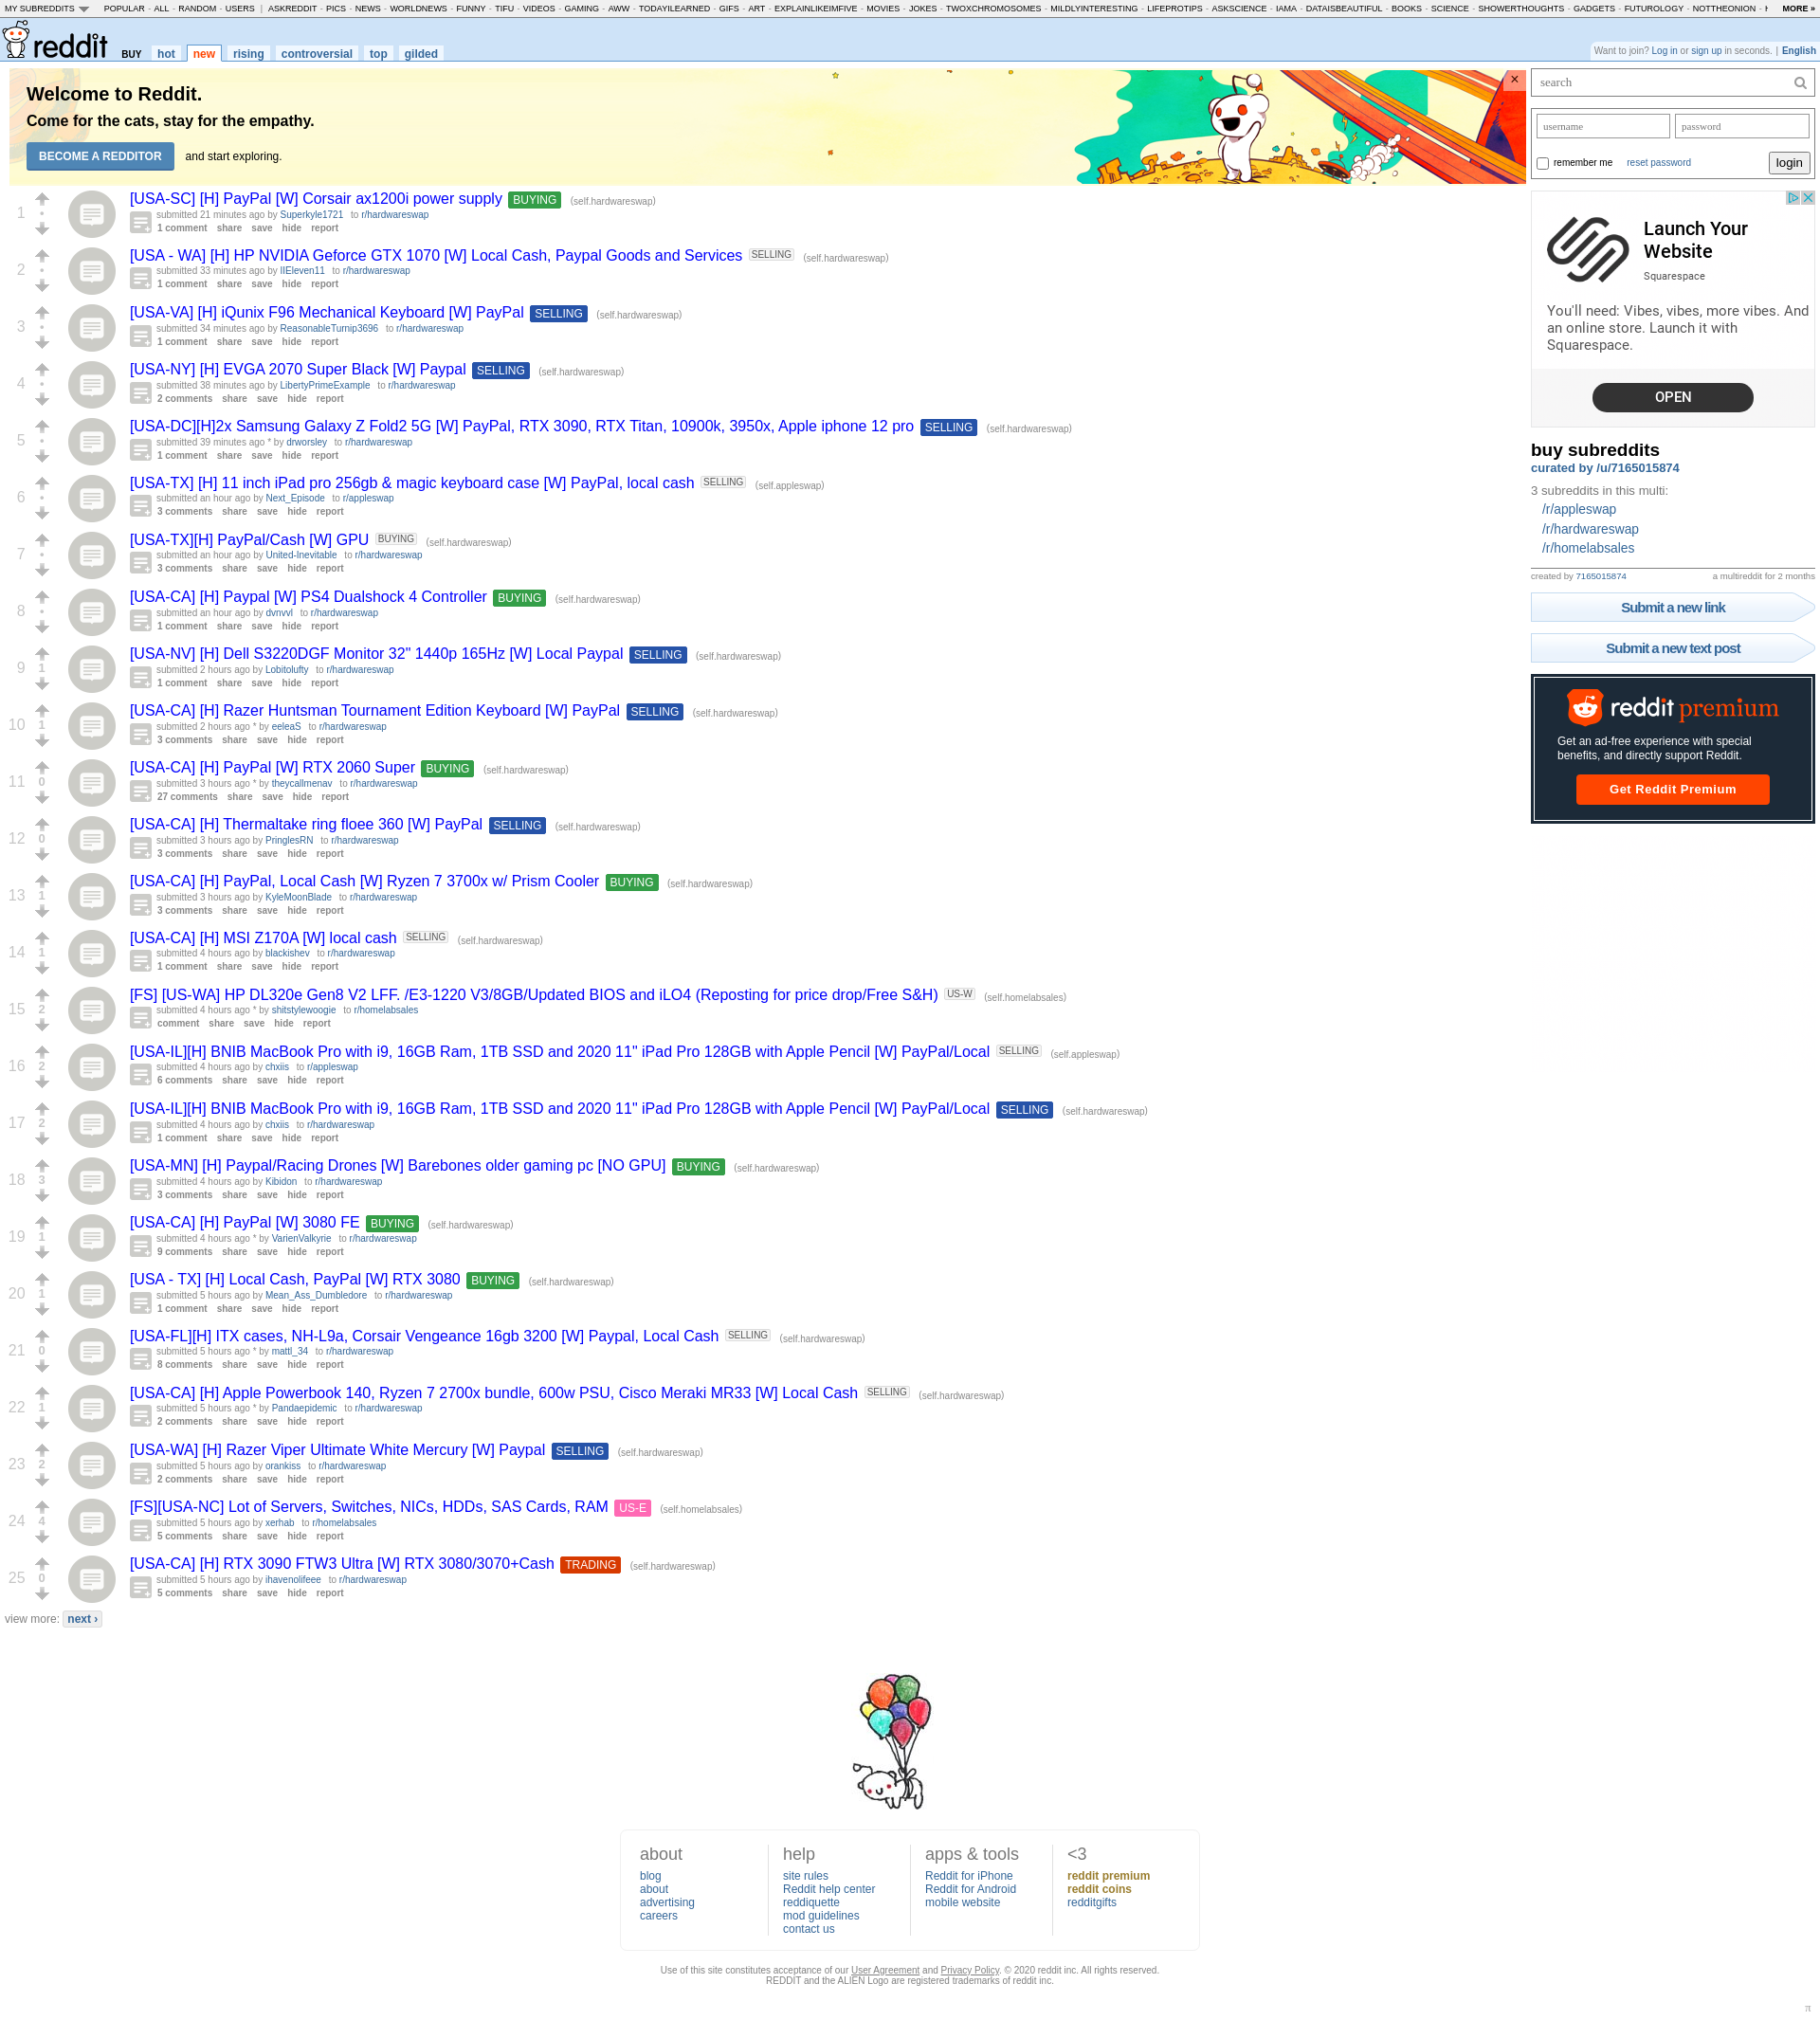 MY SUBREDDITS POPULAR - ALL - RANDOM - USERS | ASKREDDIT - PICS - NEWS - WORLDNEWS - FUNNY - TIFU - VIDEOS - GAMING - AWW - TODAYILEARNED - GIFS - ART - EXPLAINLIKEIMFIVE - MOVIES - JOKES - TWOXCHROMOSOMES - MILDLYINTERESTING - LIFEPROTIPS - ASKSCIENCE - IAMA - DATAISBEAUTIFUL - BOOKS - SCIENCE - SHOWERTHOUGHTS - GADGETS - FUTUROLOGY - NOTTHEONION - MORE »
reddit BUY hot new rising controversial top gilded
Want to join? Log in or sign up in seconds. | English
Welcome to Reddit.
Come for the cats, stay for the empathy.
BECOME A REDDITOR and start exploring.
×
1
[USA-SC] [H] PayPal [W] Corsair ax1200i power supply BUYING (self.hardwareswap)
submitted 21 minutes ago by Superkyle1721 to r/hardwareswap
1 comment share save hide report
2
[USA - WA] [H] HP NVIDIA Geforce GTX 1070 [W] Local Cash, Paypal Goods and Services SELLING (self.hardwareswap)
submitted 33 minutes ago by IIEleven11 to r/hardwareswap
1 comment share save hide report
3
[USA-VA] [H] iQunix F96 Mechanical Keyboard [W] PayPal SELLING (self.hardwareswap)
submitted 34 minutes ago by ReasonableTurnip3696 to r/hardwareswap
1 comment share save hide report
4
[USA-NY] [H] EVGA 2070 Super Black [W] Paypal SELLING (self.hardwareswap)
submitted 38 minutes ago by LibertyPrimeExample to r/hardwareswap
2 comments share save hide report
5
[USA-DC][H]2x Samsung Galaxy Z Fold2 5G [W] PayPal, RTX 3090, RTX Titan, 10900k, 3950x, Apple iphone 12 pro SELLING (self.hardwareswap)
submitted 39 minutes ago * by drworsley to r/hardwareswap
1 comment share save hide report
6
[USA-TX] [H] 11 inch iPad pro 256gb & magic keyboard case [W] PayPal, local cash SELLING (self.appleswap)
submitted an hour ago by Next_Episode to r/appleswap
3 comments share save hide report
7
[USA-TX][H] PayPal/Cash [W] GPU BUYING (self.hardwareswap)
submitted an hour ago by United-Inevitable to r/hardwareswap
3 comments share save hide report
8
[USA-CA] [H] Paypal [W] PS4 Dualshock 4 Controller BUYING (self.hardwareswap)
submitted an hour ago by dvnvvl to r/hardwareswap
1 comment share save hide report
9 1
[USA-NV] [H] Dell S3220DGF Monitor 32" 1440p 165Hz [W] Local Paypal SELLING (self.hardwareswap)
submitted 2 hours ago by Lobitolufty to r/hardwareswap
1 comment share save hide report
10 1
[USA-CA] [H] Razer Huntsman Tournament Edition Keyboard [W] PayPal SELLING (self.hardwareswap)
submitted 2 hours ago * by eeleaS to r/hardwareswap
3 comments share save hide report
11 0
[USA-CA] [H] PayPal [W] RTX 2060 Super BUYING (self.hardwareswap)
submitted 3 hours ago * by theycallmenav to r/hardwareswap
27 comments share save hide report
12 0
[USA-CA] [H] Thermaltake ring floee 360 [W] PayPal SELLING (self.hardwareswap)
submitted 3 hours ago by PringlesRN to r/hardwareswap
3 comments share save hide report
13 1
[USA-CA] [H] PayPal, Local Cash [W] Ryzen 7 3700x w/ Prism Cooler BUYING (self.hardwareswap)
submitted 3 hours ago by KyleMoonBlade to r/hardwareswap
3 comments share save hide report
14 1
[USA-CA] [H] MSI Z170A [W] local cash SELLING (self.hardwareswap)
submitted 4 hours ago by blackishev to r/hardwareswap
1 comment share save hide report
15 2
[FS] [US-WA] HP DL320e Gen8 V2 LFF. /E3-1220 V3/8GB/Updated BIOS and iLO4 (Reposting for price drop/Free S&H) US-W (self.homelabsales)
submitted 4 hours ago * by shitstylewoogie to r/homelabsales
comment share save hide report
16 2
[USA-IL][H] BNIB MacBook Pro with i9, 16GB Ram, 1TB SSD and 2020 11" iPad Pro 128GB with Apple Pencil [W] PayPal/Local SELLING (self.appleswap)
submitted 4 hours ago by chxiis to r/appleswap
6 comments share save hide report
17 2
[USA-IL][H] BNIB MacBook Pro with i9, 16GB Ram, 1TB SSD and 2020 11" iPad Pro 128GB with Apple Pencil [W] PayPal/Local SELLING (self.hardwareswap)
submitted 4 hours ago by chxiis to r/hardwareswap
1 comment share save hide report
18 3
[USA-MN] [H] Paypal/Racing Drones [W] Barebones older gaming pc [NO GPU] BUYING (self.hardwareswap)
submitted 4 hours ago by Kibidon to r/hardwareswap
3 comments share save hide report
19 1
[USA-CA] [H] PayPal [W] 3080 FE BUYING (self.hardwareswap)
submitted 4 hours ago * by VarienValkyrie to r/hardwareswap
9 comments share save hide report
20 1
[USA - TX] [H] Local Cash, PayPal [W] RTX 3080 BUYING (self.hardwareswap)
submitted 5 hours ago by Mean_Ass_Dumbledore to r/hardwareswap
1 comment share save hide report
21 0
[USA-FL][H] ITX cases, NH-L9a, Corsair Vengeance 16gb 3200 [W] Paypal, Local Cash SELLING (self.hardwareswap)
submitted 5 hours ago * by mattl_34 to r/hardwareswap
8 comments share save hide report
22 1
[USA-CA] [H] Apple Powerbook 140, Ryzen 7 2700x bundle, 600w PSU, Cisco Meraki MR33 [W] Local Cash SELLING (self.hardwareswap)
submitted 5 hours ago * by Pandaepidemic to r/hardwareswap
2 comments share save hide report
23 2
[USA-WA] [H] Razer Viper Ultimate White Mercury [W] Paypal SELLING (self.hardwareswap)
submitted 5 hours ago by orankiss to r/hardwareswap
2 comments share save hide report
24 4
[FS][USA-NC] Lot of Servers, Switches, NICs, HDDs, SAS Cards, RAM US-E (self.homelabsales)
submitted 5 hours ago by xerhab to r/homelabsales
5 comments share save hide report
25 0
[USA-CA] [H] RTX 3090 FTW3 Ultra [W] RTX 3080/3070+Cash TRADING (self.hardwareswap)
submitted 5 hours ago by ihavenolifeee to r/hardwareswap
5 comments share save hide report
view more: next ›
search
username password
remember me reset password login
Launch Your
Website
Squarespace
You'll need: Vibes, vibes, more vibes. And
an online store. Launch it with
Squarespace.
OPEN
buy subreddits
curated by /u/7165015874
3 subreddits in this multi:
/r/appleswap
/r/hardwareswap
/r/homelabsales
created by 7165015874 a multireddit for 2 months
Submit a new link
Submit a new text post
reddit premium
Get an ad-free experience with special
benefits, and directly support Reddit.
Get Reddit Premium
about
blog
about
advertising
careers
help
site rules
Reddit help center
reddiquette
mod guidelines
contact us
apps & tools
Reddit for iPhone
Reddit for Android
mobile website
<3
reddit premium
reddit coins
redditgifts
Use of this site constitutes acceptance of our User Agreement and Privacy Policy. © 2020 reddit inc. All rights reserved.
REDDIT and the ALIEN Logo are registered trademarks of reddit inc.
π